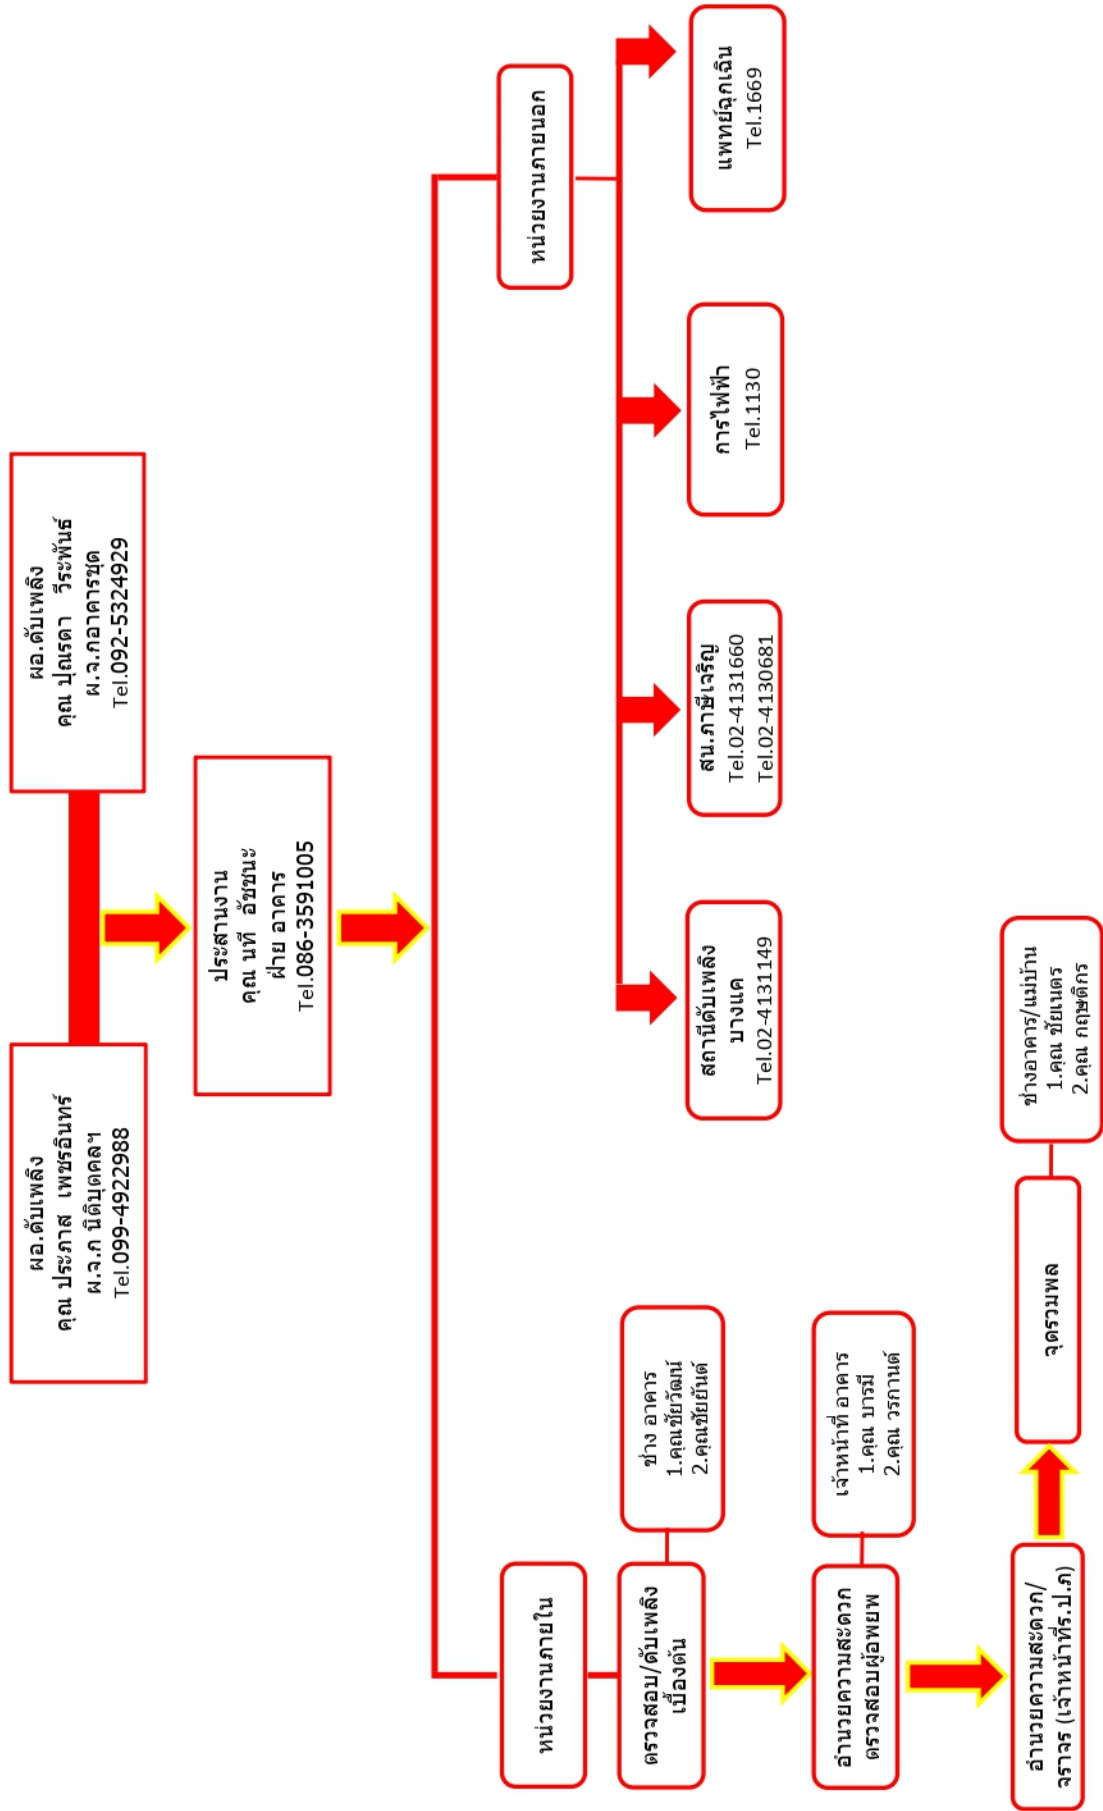 ผอ.ดับเพลิง
คุณ ประภาส เพชรอินทร์
ผ.จ.ก นิติบุคคลฯ
Tel.099-4922988
ผอ.ดับเพลิง
คุณ ปุณรดา วีระพันธ์
ผ.จ.กอาคารชุด
Tel.092-5324929
ประสานงาน
คุณ นที อัชชนะ
ฝ่าย อาคาร
Tel.086-3591005
หน่วยงานภายใน
หน่วยงานภายนอก
ตรวจสอบ/ดับเพลิง
เบื้องต้น
ช่าง อาคาร
1.คุณชัยวัฒน์
2.คุณชัยยันต์
สถานีดับเพลิง
บางแค
Tel.02-4131149
สน.ภาษีเจริญ
Tel.02-4131660
Tel.02-4130681
การไฟฟ้า
Tel.1130
แพทย์ฉุกเฉิน
Tel.1669
อำนวยความสะดวก
ตรวจสอบผู้อพยพ
เจ้าหน้าที่ อาคาร
1.คุณ บารมี
2.คุณ วรกานต์
อำนวยความสะดวก/
จราจร (เจ้าหน้าที่ร.ป.ภ)
จุดรวมพล
ช่างอาคาร/แม่บ้าน
1.คุณ ชัยเนตร
2.คุณ กฤษติกร